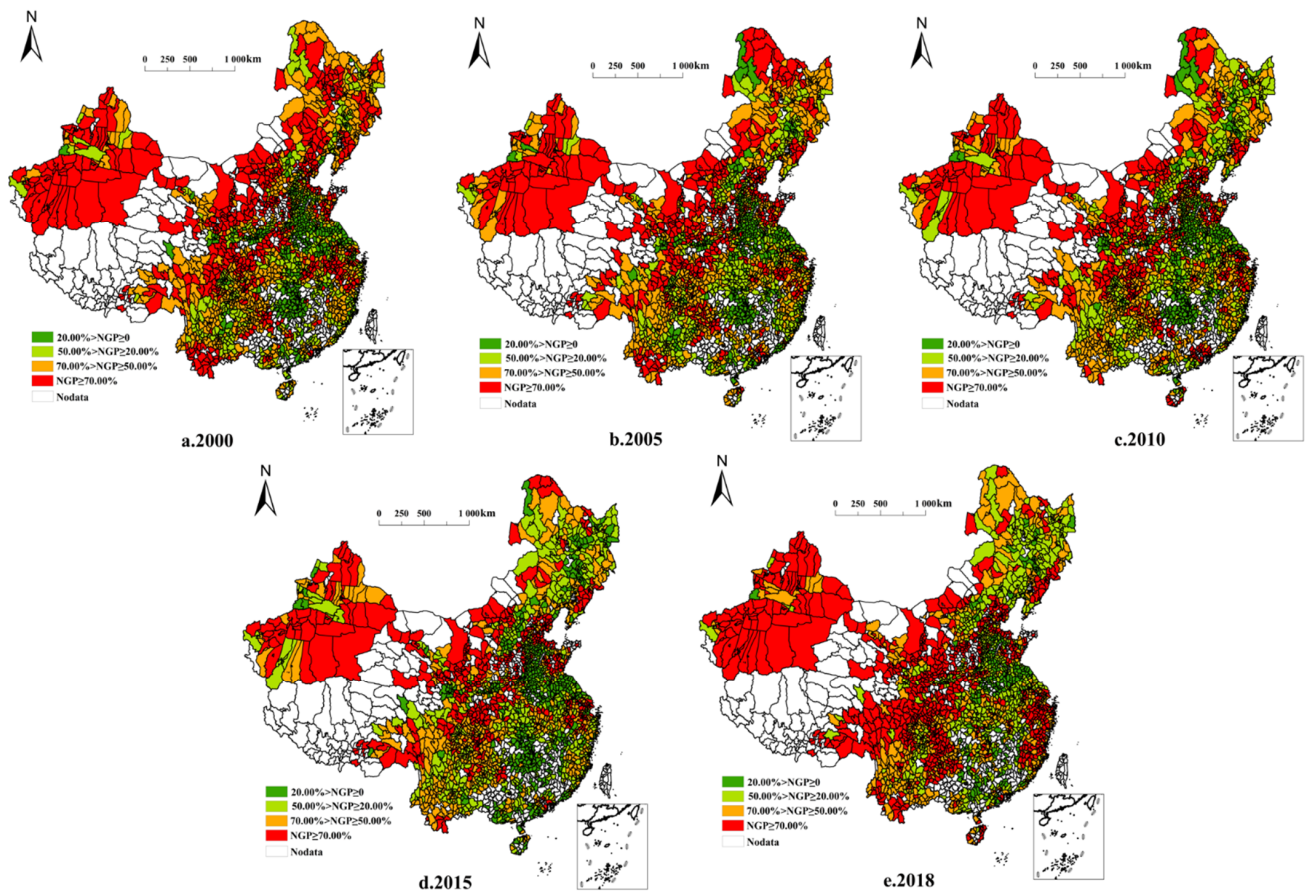 N
0 250 500 1 000km
20.00%>NGP≥0
50.00%>NGP≥20.00%
70.00%>NGP≥50.00%
NGP≥70.00%
Nodata
a.2000
N
0 250 500 1 000km
20.00%>NGP≥0
50.00%>NGP≥20.00%
70.00%>NGP≥50.00%
NGP≥70.00%
Nodata
b.2005
N
0 250 500 1 000km
20.00%>NGP≥0
50.00%>NGP≥20.00%
70.00%>NGP≥50.00%
NGP≥70.00%
Nodata
c.2010
N
0 250 500 1 000km
20.00%>NGP≥0
50.00%>NGP≥20.00%
70.00%>NGP≥50.00%
NGP≥70.00%
Nodata
d.2015
N
0 250 500 1 000km
20.00%>NGP≥0
50.00%>NGP≥20.00%
70.00%>NGP≥50.00%
NGP≥70.00%
Nodata
e.2018